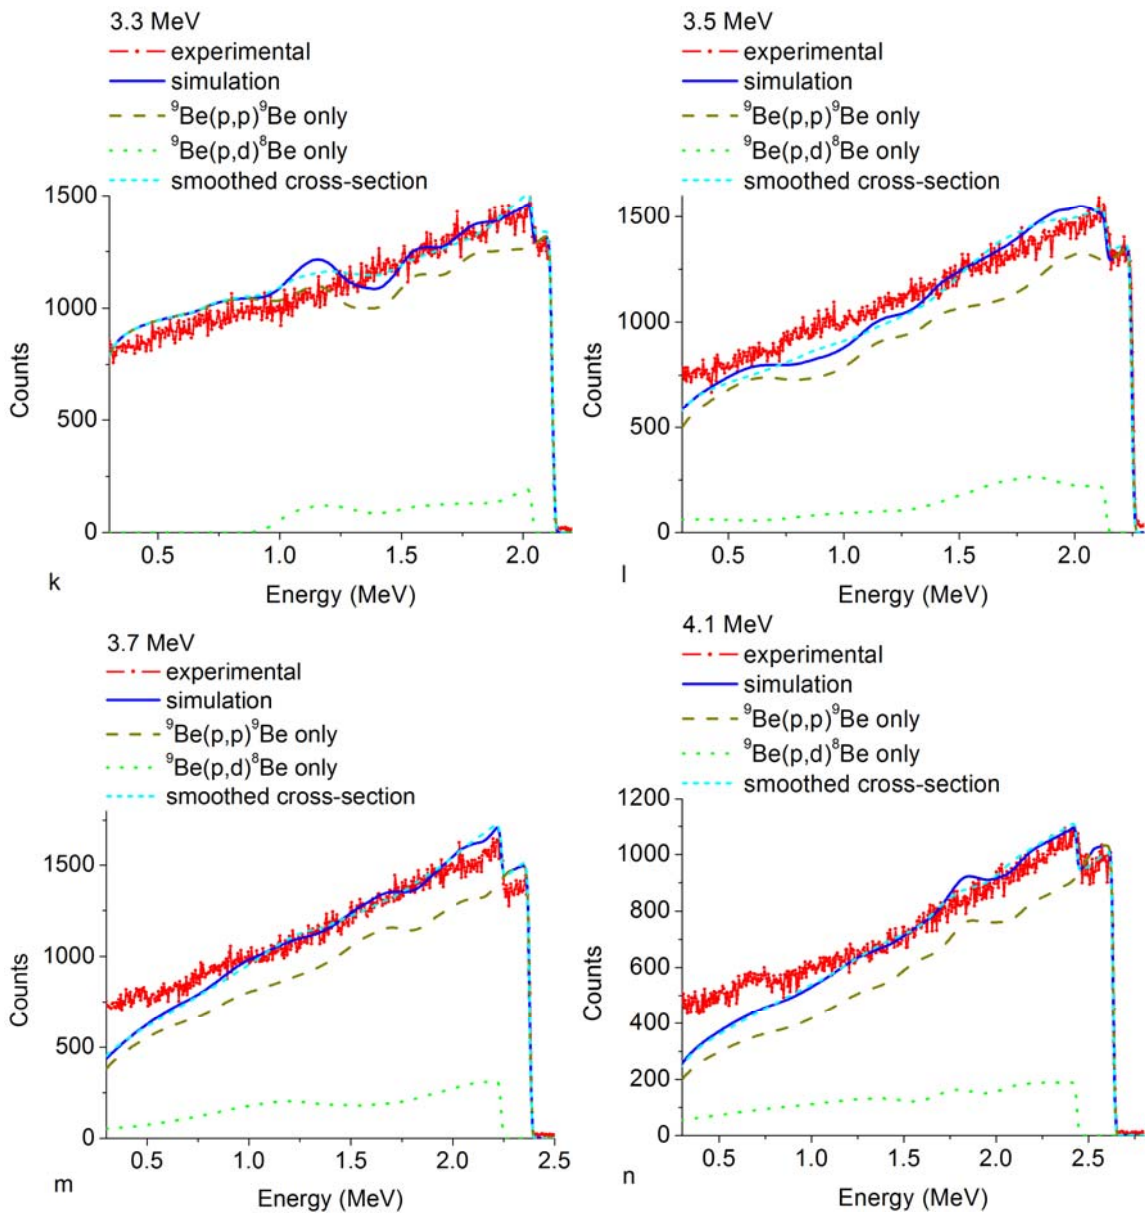 3.3 MeV
experimental
simulation
⁹Be(p,p)⁹Be only
⁹Be(p,d)⁸Be only
smoothed cross-section
1500
1000
500
0
Counts
0.5 1.0 1.5 2.0
Energy (MeV)
k
3.5 MeV
experimental
simulation
⁹Be(p,p)⁹Be only
⁹Be(p,d)⁸Be only
smoothed cross-section
1500
1000
500
0
Counts
0.5 1.0 1.5 2.0
Energy (MeV)
l
3.7 MeV
experimental
simulation
⁹Be(p,p)⁹Be only
⁹Be(p,d)⁸Be only
smoothed cross-section
1500
1000
500
0
Counts
0.5 1.0 1.5 2.0 2.5
Energy (MeV)
m
4.1 MeV
experimental
simulation
⁹Be(p,p)⁹Be only
⁹Be(p,d)⁸Be only
smoothed cross-section
1200
1000
800
600
400
200
0
Counts
0.5 1.0 1.5 2.0 2.5
Energy (MeV)
n